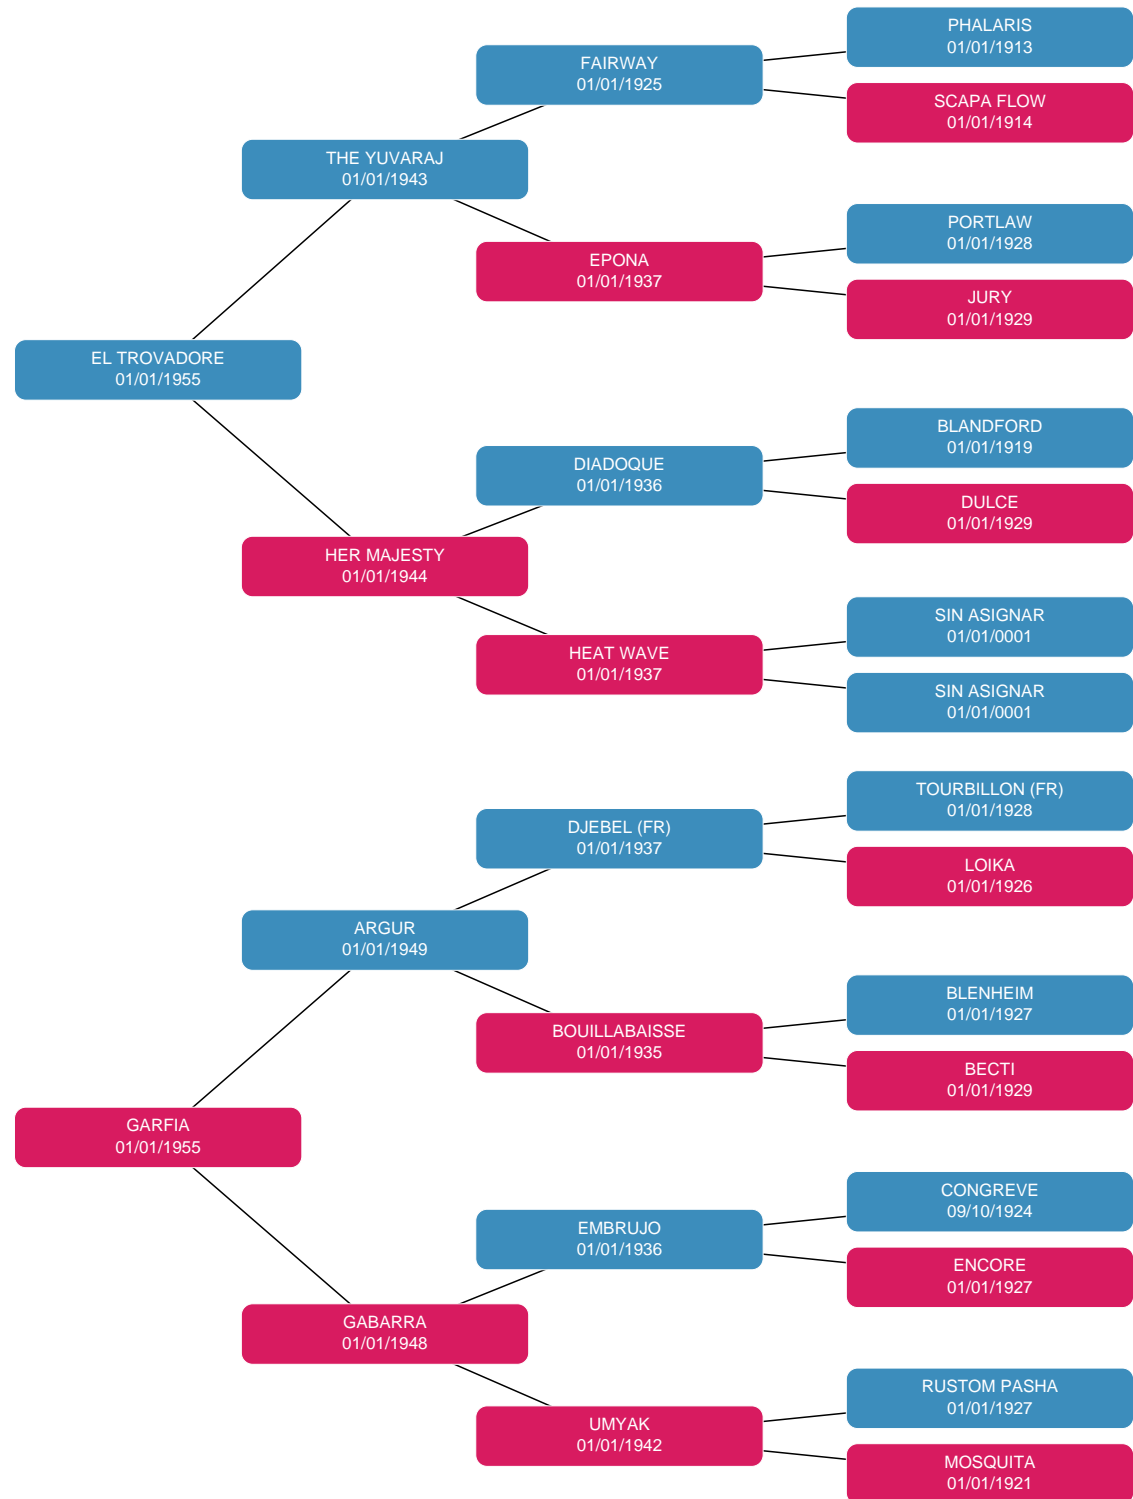 PHALARIS
01/01/1913
FAIRWAY
01/01/1925
SCAPA FLOW
01/01/1914
THE YUVARAJ
01/01/1943
PORTLAW
01/01/1928
EPONA
01/01/1937
JURY
01/01/1929
EL TROVADORE
01/01/1955
BLANDFORD
01/01/1919
DIADOQUE
01/01/1936
DULCE
01/01/1929
HER MAJESTY
01/01/1944
SIN ASIGNAR
01/01/0001
HEAT WAVE
01/01/1937
SIN ASIGNAR
01/01/0001
TOURBILLON (FR)
01/01/1928
DJEBEL (FR)
01/01/1937
LOIKA
01/01/1926
ARGUR
01/01/1949
BLENHEIM
01/01/1927
BOUILLABAISSE
01/01/1935
BECTI
01/01/1929
GARFIA
01/01/1955
CONGREVE
09/10/1924
EMBRUJO
01/01/1936
ENCORE
01/01/1927
GABARRA
01/01/1948
RUSTOM PASHA
01/01/1927
UMYAK
01/01/1942
MOSQUITA
01/01/1921